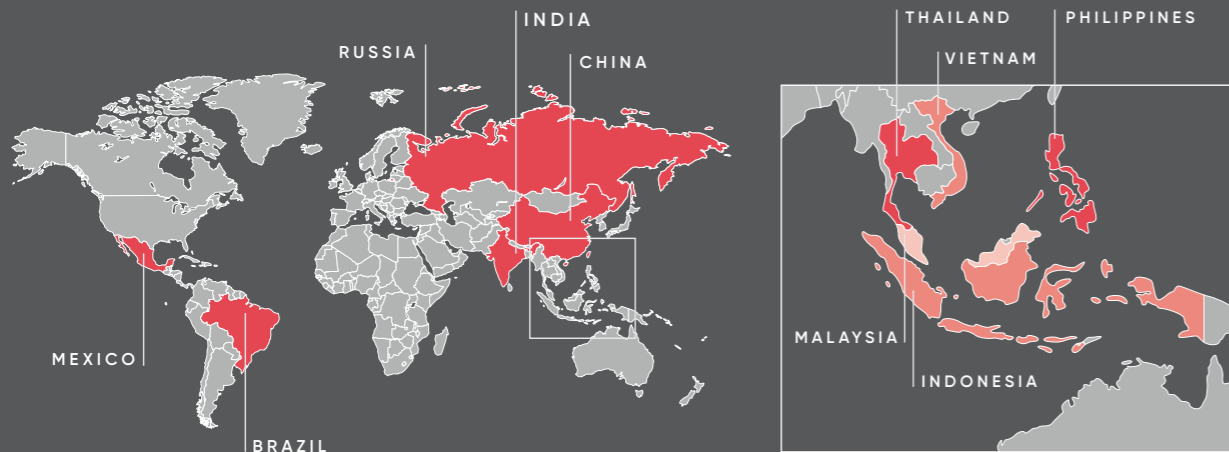 INDIA
RUSSIA
CHINA
MEXICO
BRAZIL
THAILAND
PHILIPPINES
VIETNAM
MALAYSIA
INDONESIA